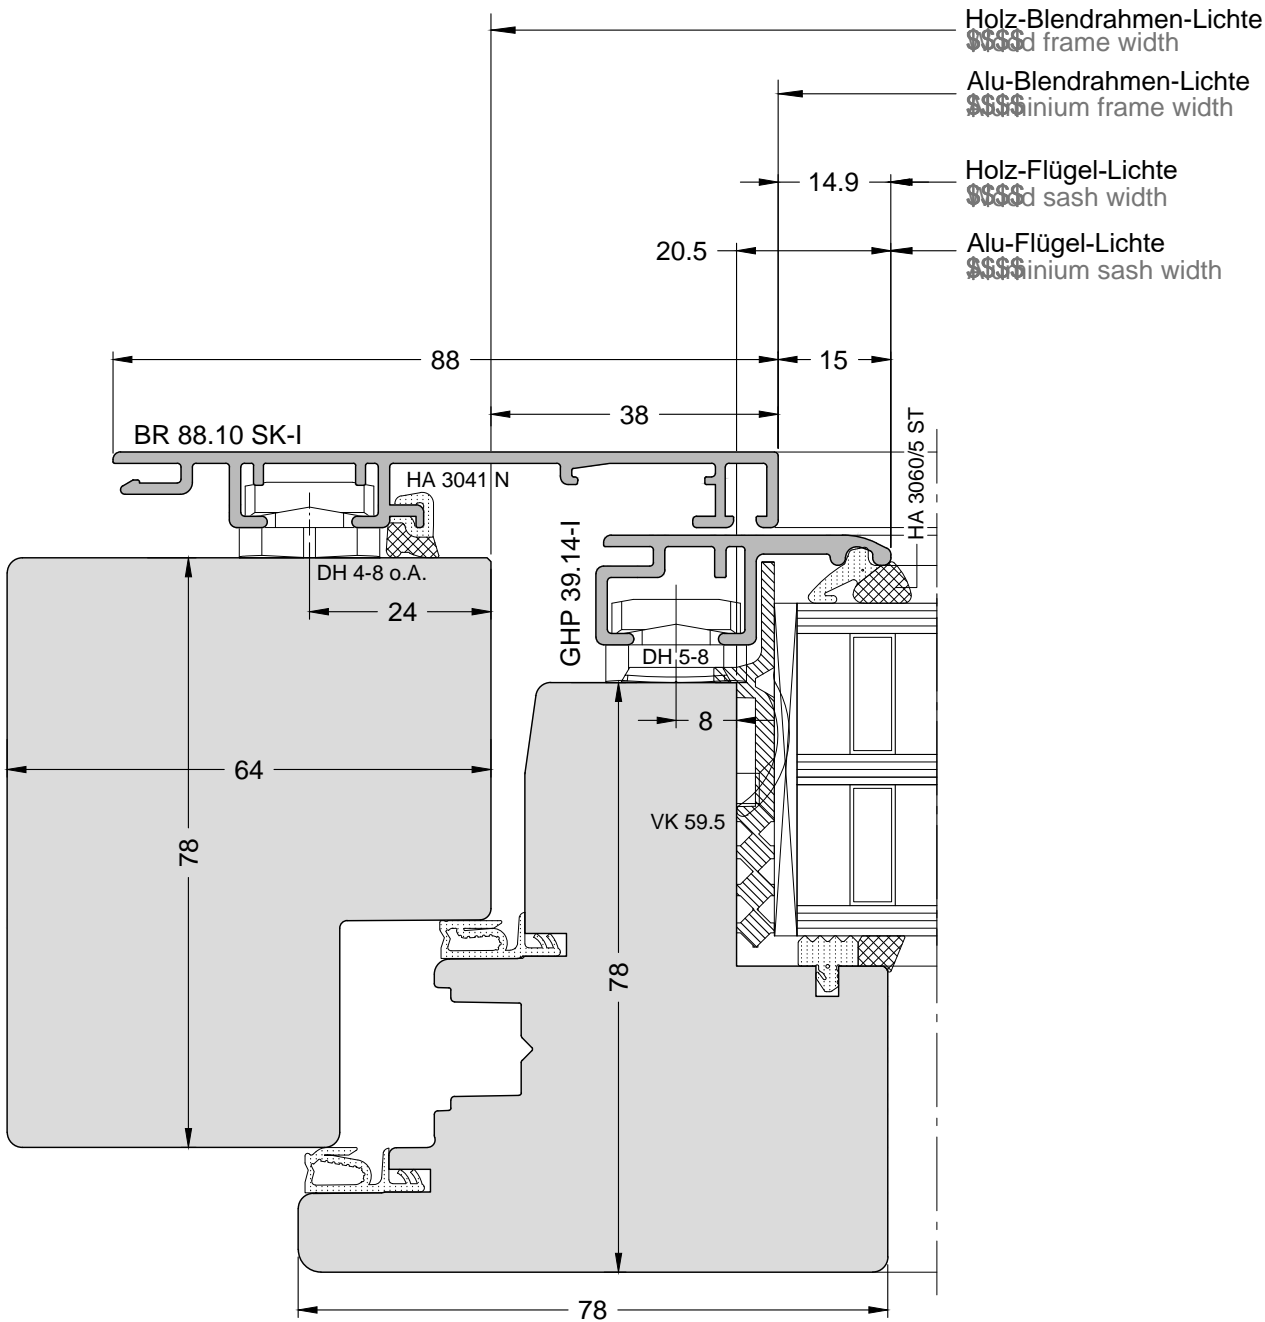 Holz-Blendrahmen-Lichte
frame width
Alu-Blendrahmen-Lichte
frame width
14.9
Holz-Flügel-Lichte
sash width
20.5
Alu-Flügel-Lichte
sash width
88
15
38
BR 88.10 SK-I
HA 3041 N
HA 3060/5 ST
GHP 39.14-I
DH 4-8 o.A.
24
DH 5-8
8
64
VK 59.5
78
78
78